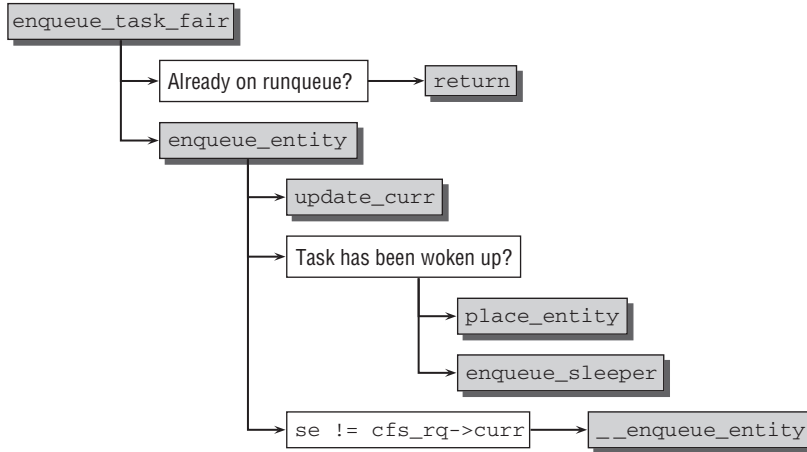 enqueue_task_fair
Already on runqueue?
return
enqueue_entity
update_curr
Task has been woken up?
place_entity
enqueue_sleeper
se != cfs_rq->curr
__enqueue_entity